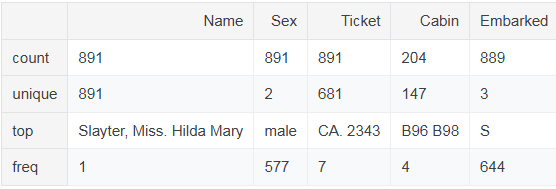 Name Sex Ticket Cabin Embarked
count 891 891 891 204 889
unique 891 2 681 147 3
top Slayter, Miss. Hilda Mary male CA. 2343 B96 B98 S
freq 1 577 7 4 644